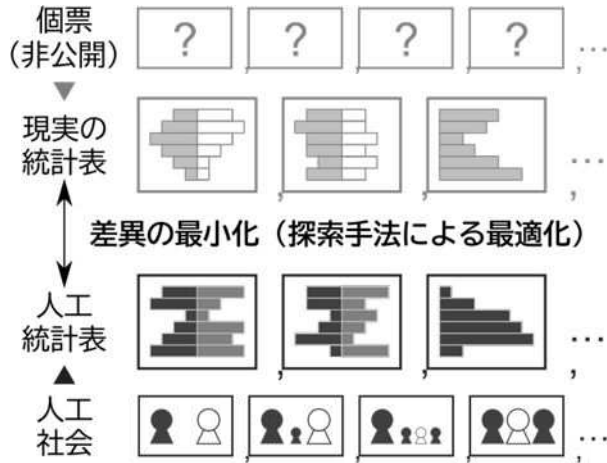 個票
(非公開)
? , ? , ? , ? , …
現実の
統計表
, , , …
差異の最小化（探索手法による最適化）
人工
統計表
, , , …
人工
社会
, , , , …